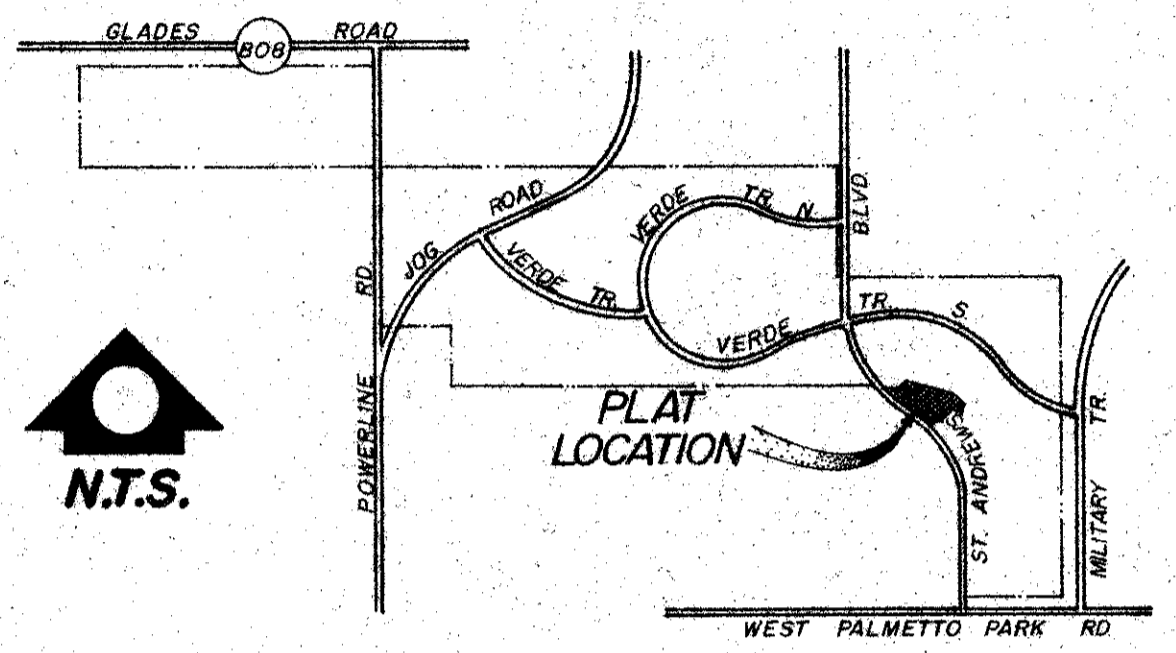 GLADES ROAD
808
JOG ROAD
VERDE TR. N.
BLVD.
VERDE TR.
POWERLINE RD.
VERDE TR. S.
PLAT
LOCATION
N.T.S.
ST. ANDREWS
MILITARY TR.
WEST PALMETTO PARK RD